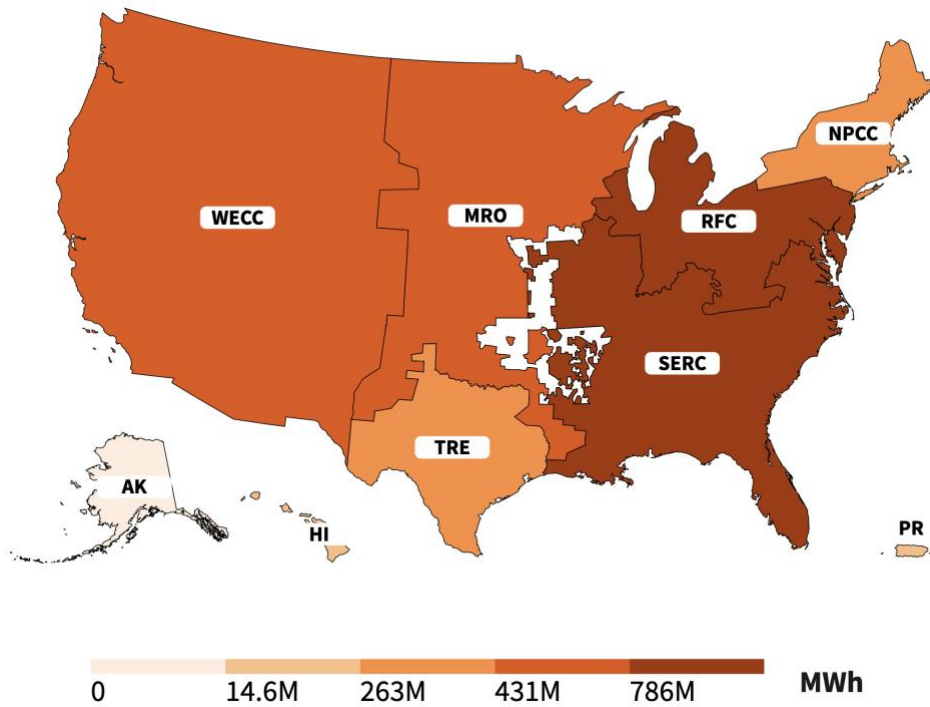 NPCC
WECC
MRO
RFC
SERC
TRE
AK
HI
PR
0 14.6M 263M 431M 786M MWh